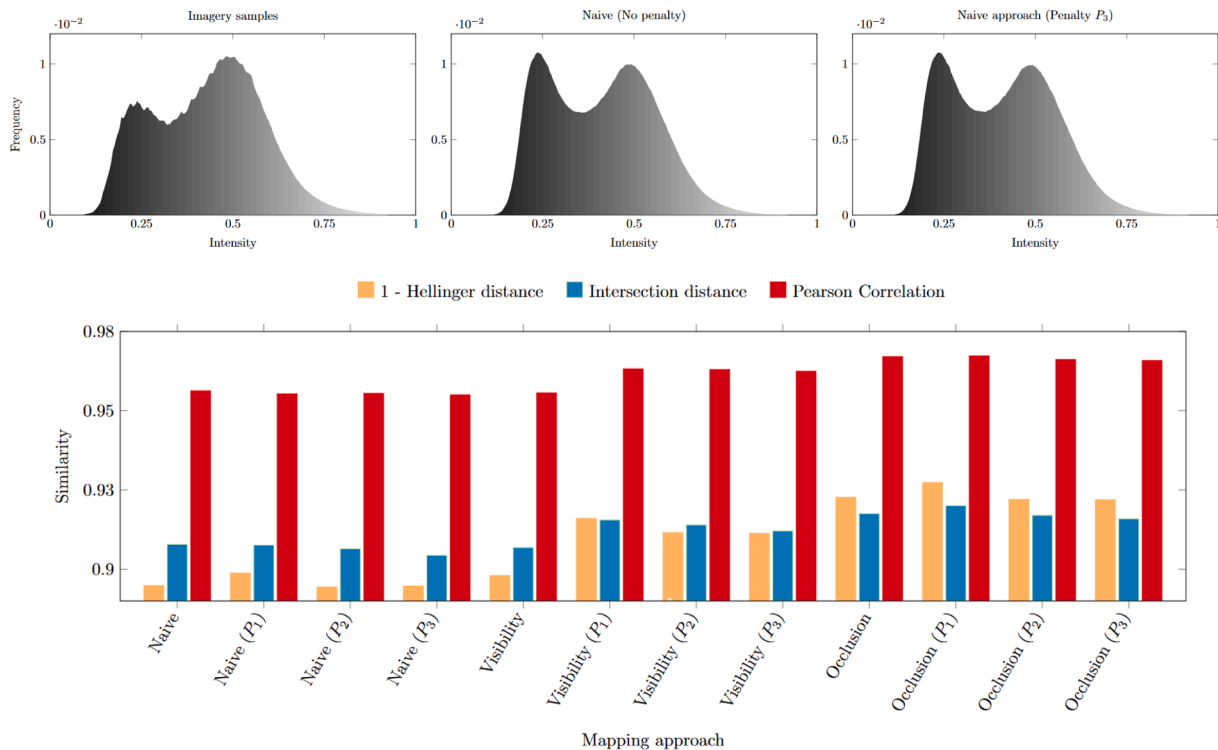 Imagery samples
·10⁻²
1
0.5
0
Frequency
0
0.25
0.5
0.75
1
Intensity
Naive (No penalty)
·10⁻²
1
0.5
0
0
0.25
0.5
0.75
1
Intensity
Naive approach (Penalty P₃)
·10⁻²
1
0.5
0
0
0.25
0.5
0.75
1
Intensity
1 - Hellinger distance
Intersection distance
Pearson Correlation
0.98
0.95
0.93
0.9
Similarity
Naive
Naive (P₁)
Naive (P₂)
Naive (P₃)
Visibility
Visibility (P₁)
Visibility (P₂)
Visibility (P₃)
Occlusion
Occlusion (P₁)
Occlusion (P₂)
Occlusion (P₃)
Mapping approach